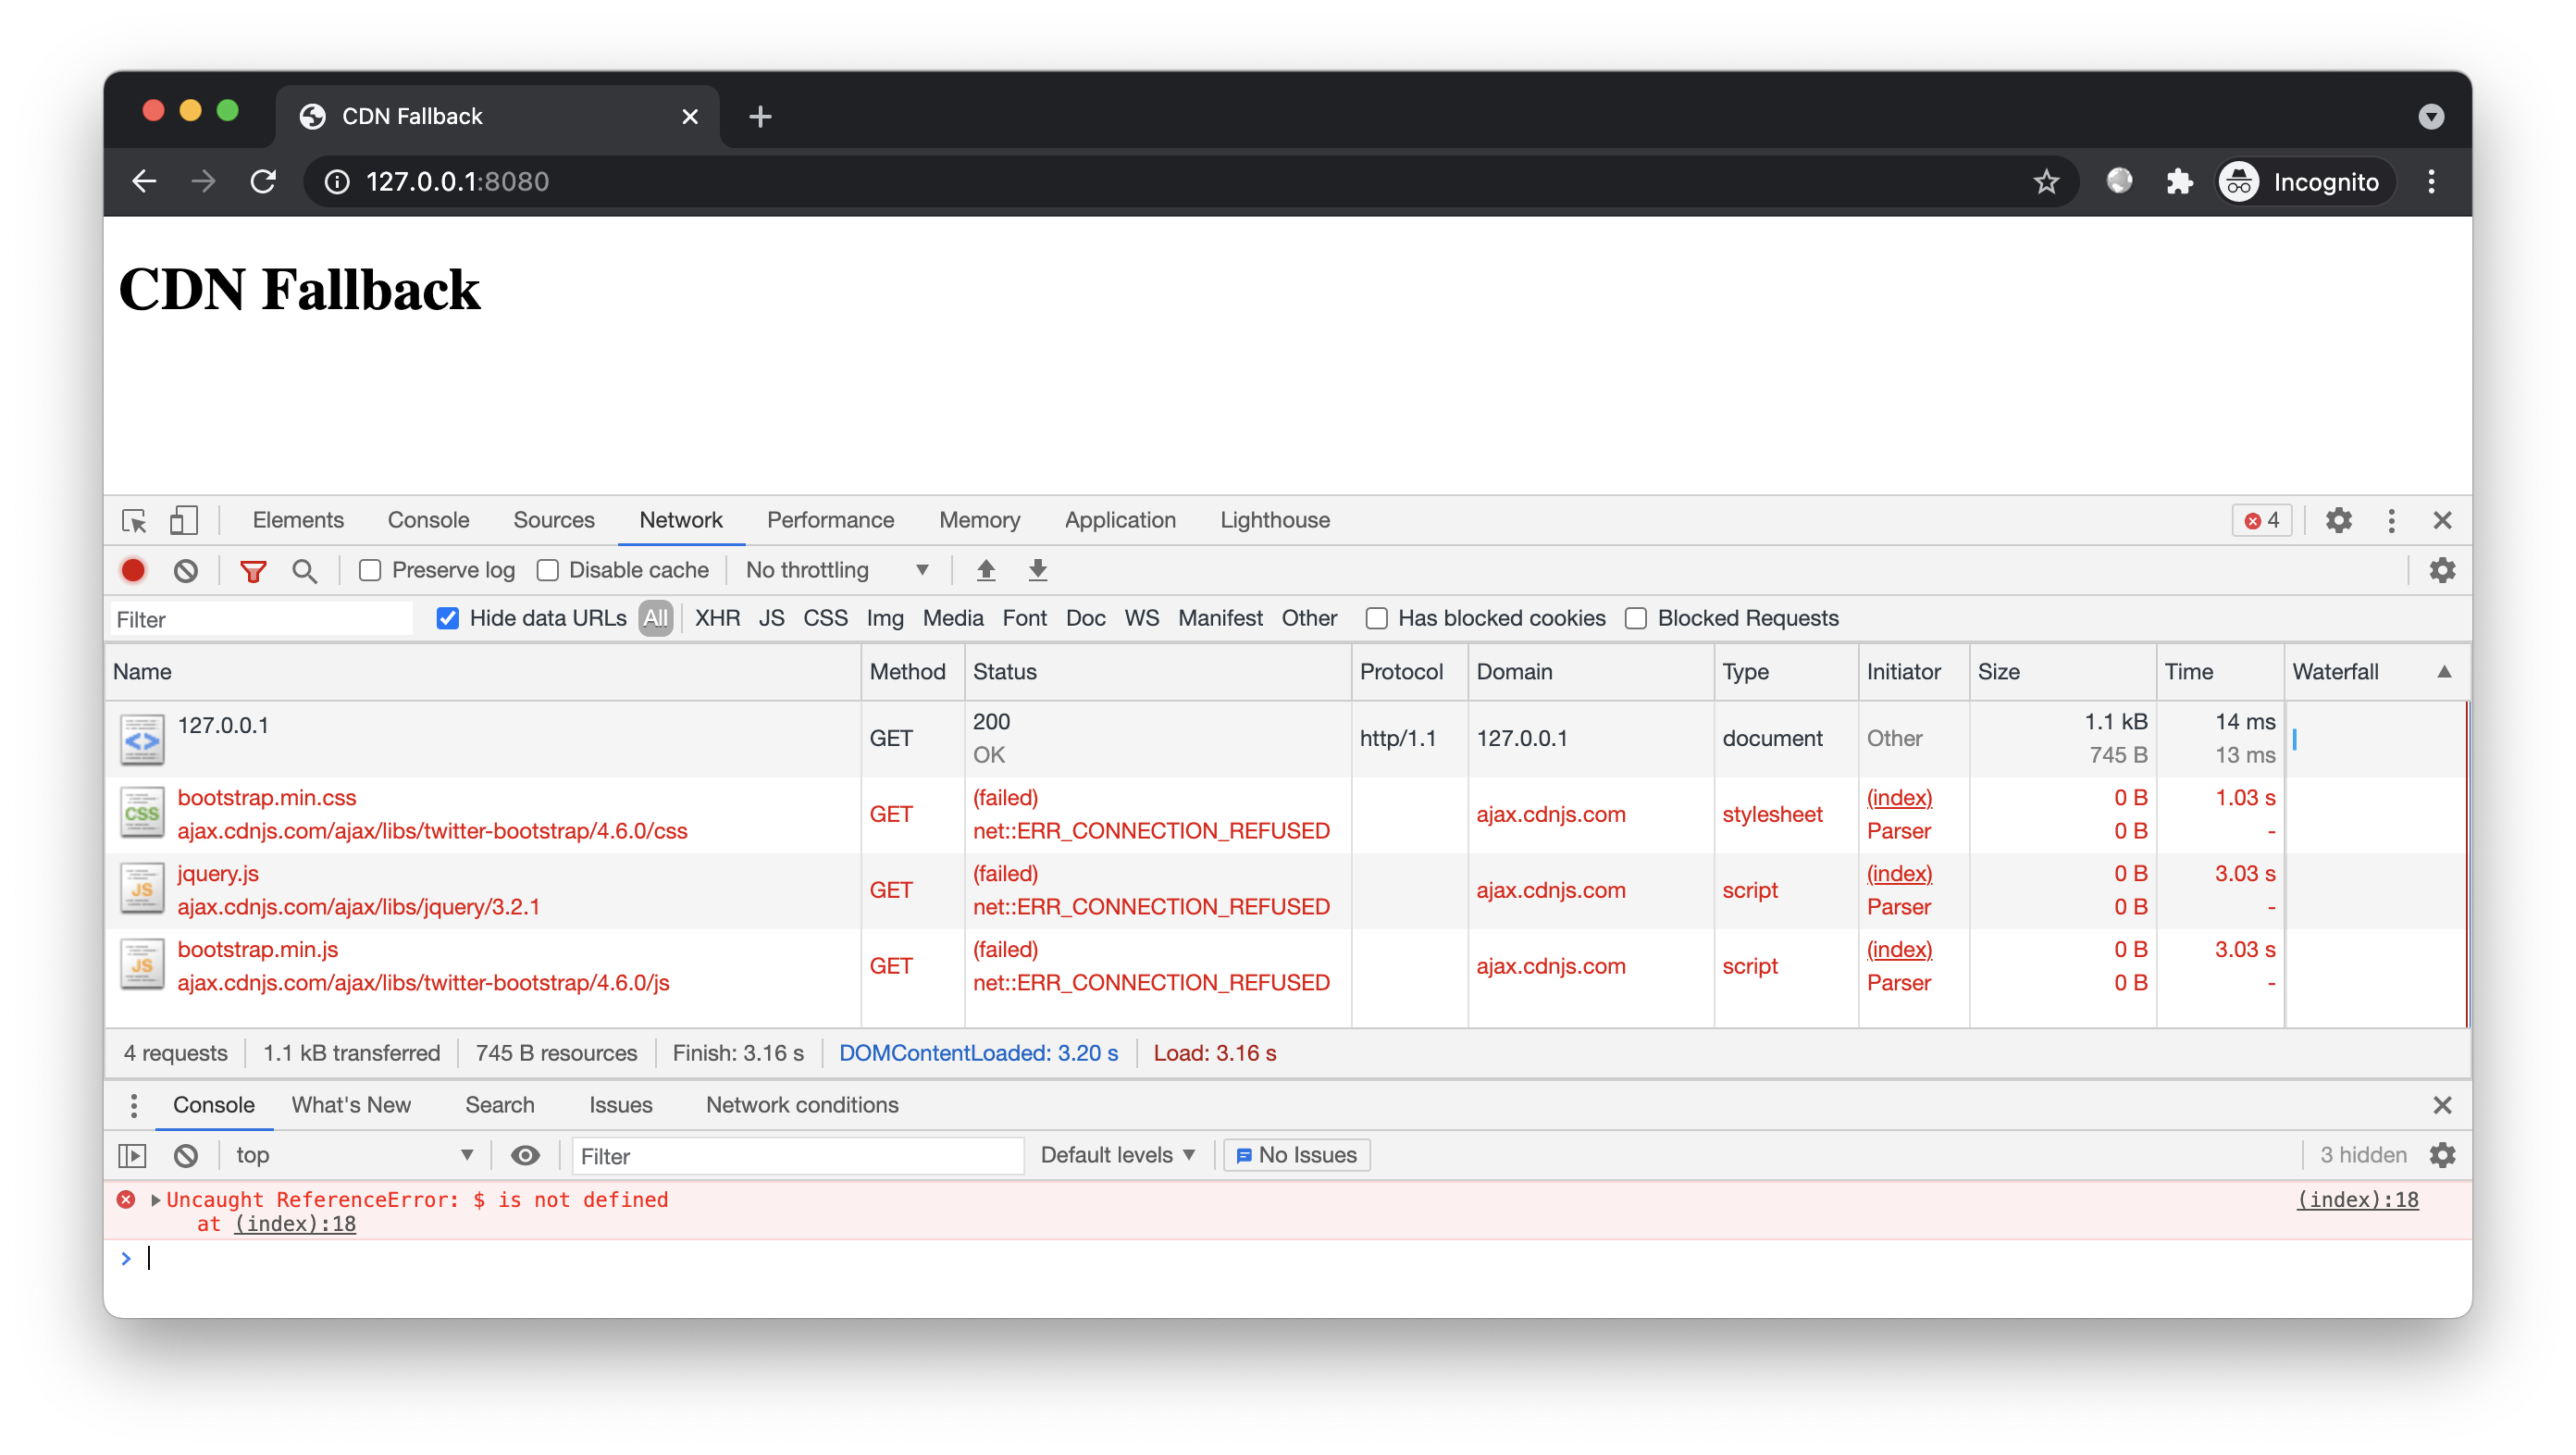 CDN Fallback
127.0.0.1:8080
Incognito
CDN Fallback
Elements Console Sources Network Performance Memory Application Lighthouse 4
Preserve log Disable cache No throttling
Filter Hide data URLs All XHR JS CSS Img Media Font Doc WS Manifest Other Has blocked cookies Blocked Requests
Name Method Status Protocol Domain Type Initiator Size Time Waterfall
127.0.0.1 GET 200 http/1.1 127.0.0.1 document Other 1.1 kB 14 ms
OK 745 B 13 ms
CSS bootstrap.min.css GET (failed) ajax.cdnjs.com stylesheet (index) 0 B 1.03 s
ajax.cdnjs.com/ajax/libs/twitter-bootstrap/4.6.0/css net::ERR_CONNECTION_REFUSED Parser 0 B -
JS jquery.js GET (failed) ajax.cdnjs.com script (index) 0 B 3.03 s
ajax.cdnjs.com/ajax/libs/jquery/3.2.1 net::ERR_CONNECTION_REFUSED Parser 0 B -
JS bootstrap.min.js GET (failed) ajax.cdnjs.com script (index) 0 B 3.03 s
ajax.cdnjs.com/ajax/libs/twitter-bootstrap/4.6.0/js net::ERR_CONNECTION_REFUSED Parser 0 B -
4 requests 1.1 kB transferred 745 B resources Finish: 3.16 s DOMContentLoaded: 3.20 s Load: 3.16 s
Console What's New Search Issues Network conditions
top Filter Default levels No Issues 3 hidden
Uncaught ReferenceError: $ is not defined (index):18
at (index):18